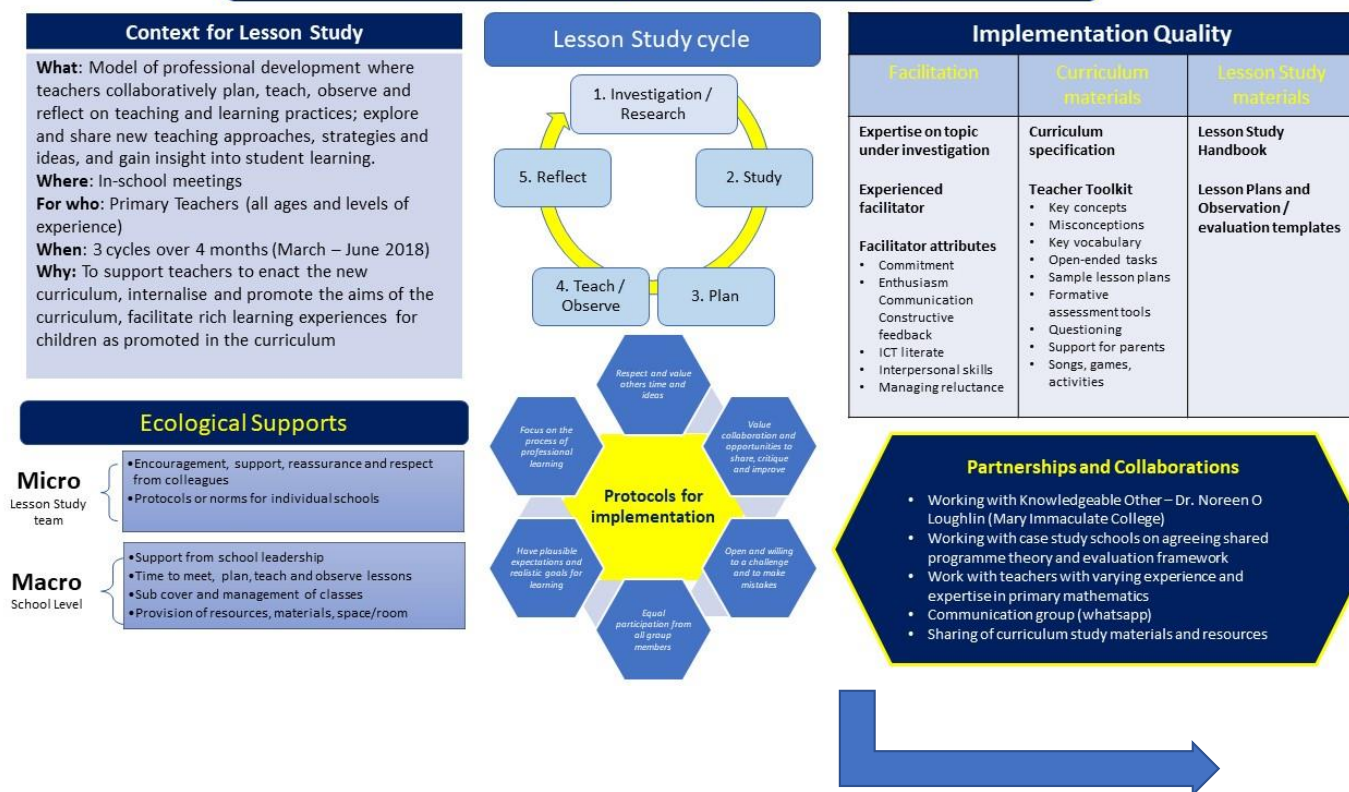 Context for Lesson Study
What: Model of professional development where
teachers collaboratively plan, teach, observe and
reflect on teaching and learning practices; explore
and share new teaching approaches, strategies and
ideas, and gain insight into student learning.
Where: In-school meetings
For who: Primary Teachers (all ages and levels of
experience)
When: 3 cycles over 4 months (March – June 2018)
Why: To support teachers to enact the new
curriculum, internalise and promote the aims of the
curriculum, facilitate rich learning experiences for
children as promoted in the curriculum
Ecological Supports
Micro
Lesson Study
team
•Encouragement, support, reassurance and respect
from colleagues
•Protocols or norms for individual schools
Macro
School Level
•Support from school leadership
•Time to meet, plan, teach and observe lessons
•Sub cover and management of classes
•Provision of resources, materials, space/room
Lesson Study cycle
1. Investigation /
Research
2. Study
3. Plan
4. Teach /
Observe
5. Reflect
Protocols for
implementation
Respect and value
others time and
ideas
Value
collaboration and
opportunities to
share, critique
and improve
Open and willing
to a challenge
and to make
mistakes
Equal
participation from
all group
members
Have plausible
expectations and
realistic goals for
learning
Focus on the
process of
professional
learning
Implementation Quality
Facilitation
Expertise on topic
under investigation
Experienced
facilitator
Facilitator attributes
• Commitment
• Enthusiasm
Communication
Constructive
feedback
• ICT literate
• Interpersonal skills
• Managing reluctance
Curriculum
materials
Curriculum
specification
Teacher Toolkit
• Key concepts
• Misconceptions
• Key vocabulary
• Open-ended tasks
• Sample lesson plans
• Formative
assessment tools
• Questioning
• Support for parents
• Songs, games,
activities
Lesson Study
materials
Lesson Study
Handbook
Lesson Plans and
Observation /
evaluation templates
Partnerships and Collaborations
• Working with Knowledgeable Other – Dr. Noreen O
Loughlin (Mary Immaculate College)
• Working with case study schools on agreeing shared
programme theory and evaluation framework
• Work with teachers with varying experience and
expertise in primary mathematics
• Communication group (whatsapp)
• Sharing of curriculum study materials and resources